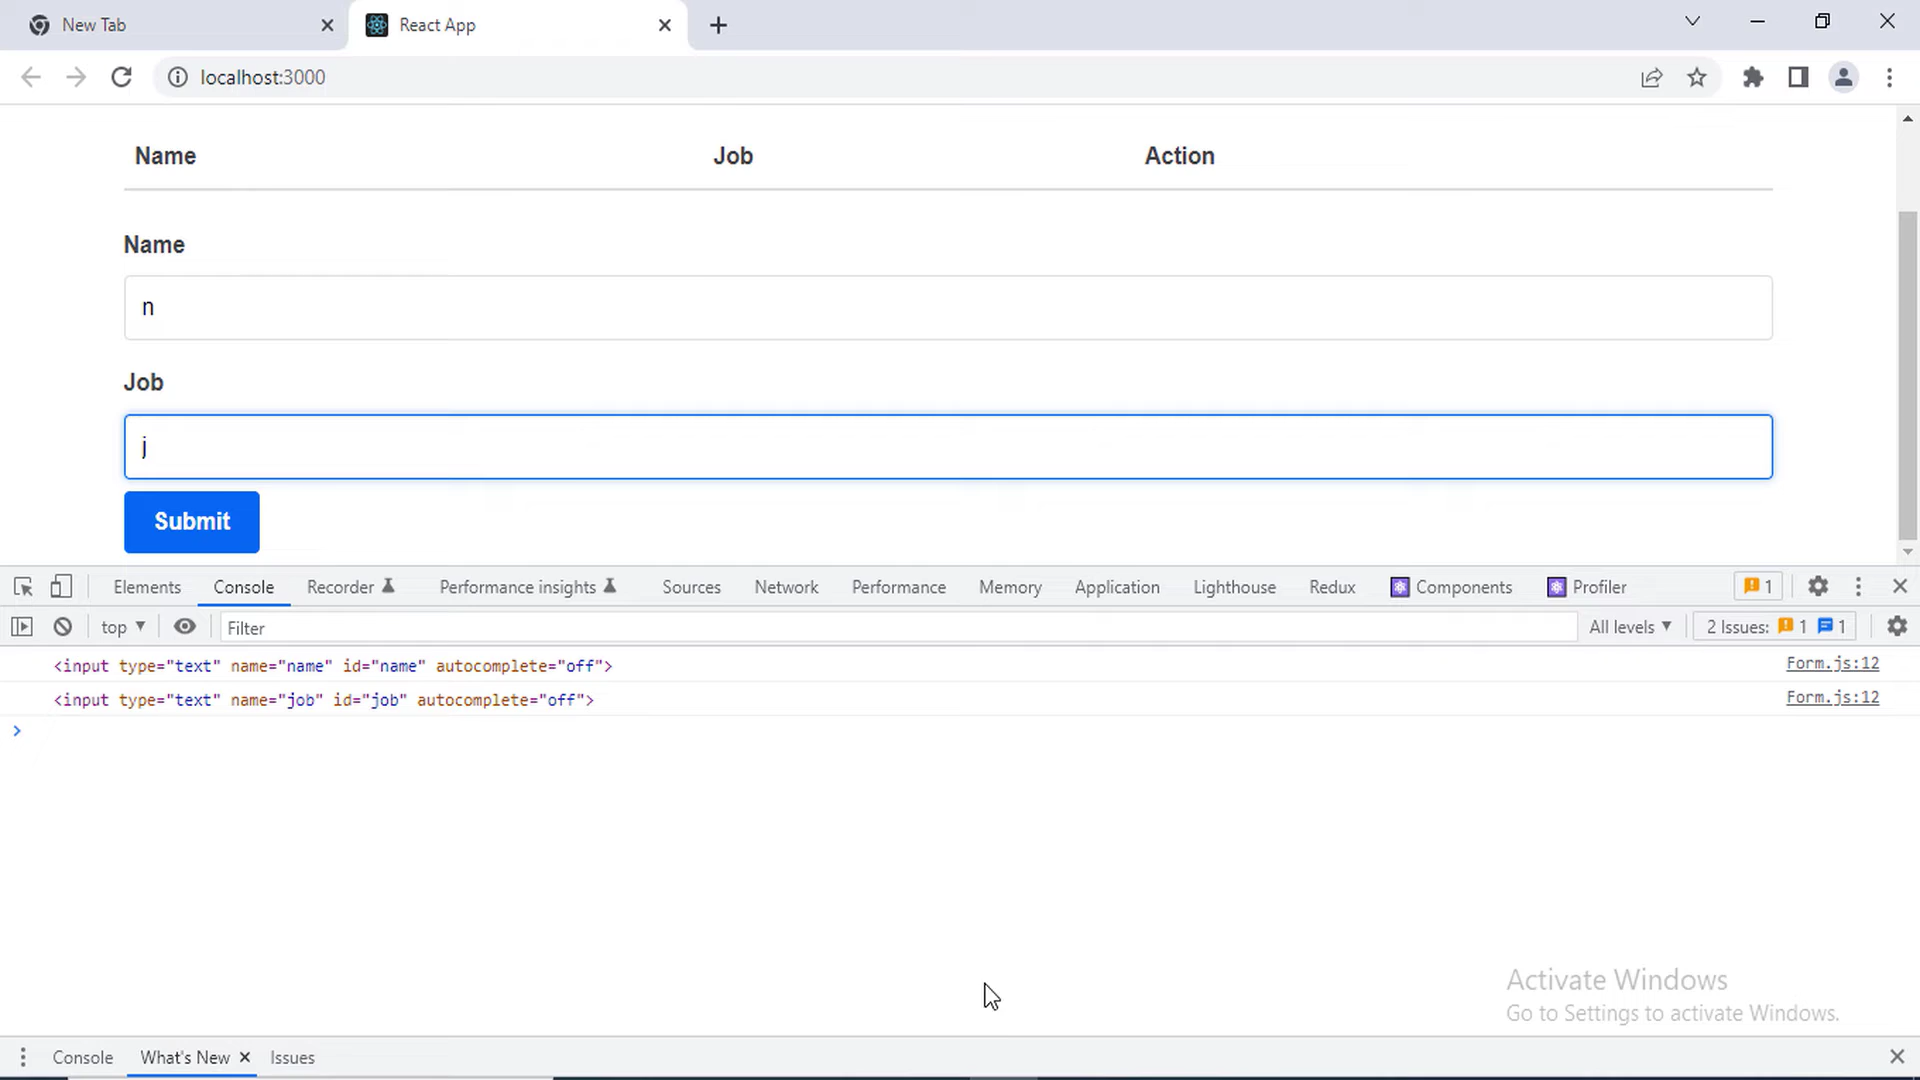 New Tab
React App
localhost:3000
Name Job Action
Name
n
Job
j
Submit
Elements Console Recorder Performance insights Sources Network Performance Memory Application Lighthouse Redux Components Profiler 1
top Filter All levels 2 Issues: 1 1
<input type="text" name="name" id="name" autocomplete="off"> Form.js:12
<input type="text" name="job" id="job" autocomplete="off"> Form.js:12
Activate Windows
Go to Settings to activate Windows.
Console What's New Issues